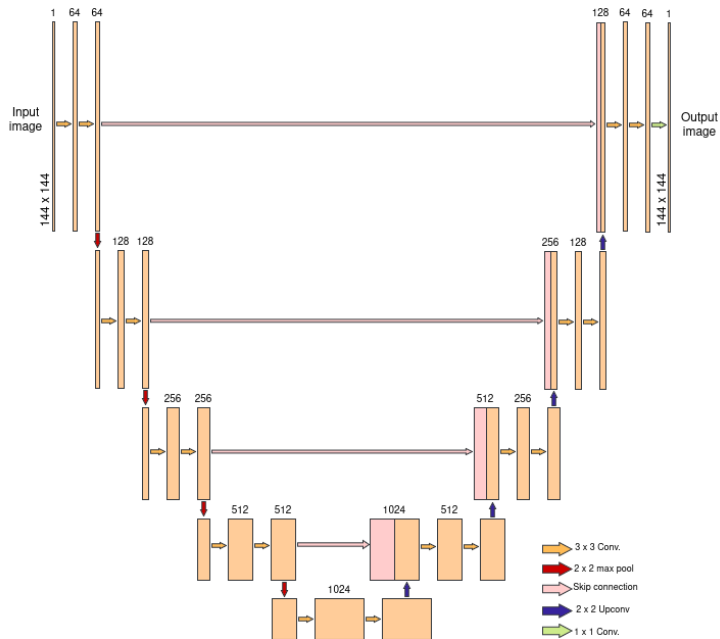 1 64 64 128 64 64 1
Input
image
Output
image
144 x 144
144 x 144
128 128 256 128
256 256 512 256
512 512 1024 512
1024
3 x 3 Conv.
2 x 2 max pool
Skip connection
2 x 2 Upconv
1 x 1 Conv.